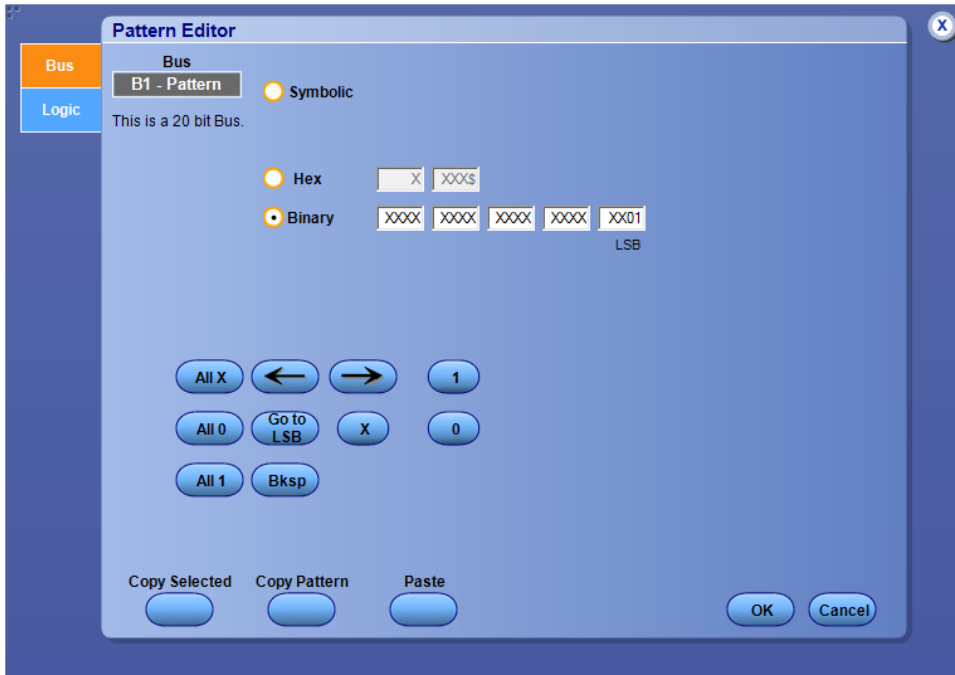 Pattern Editor
X
Bus
Logic
Bus
B1 - Pattern
This is a 20 bit Bus.
Symbolic
Hex X XXX$
Binary XXXX XXXX XXXX XXXX XX01
LSB
All X 1
All 0 Go to LSB X 0
All 1 Bksp
Copy Selected Copy Pattern Paste
OK Cancel